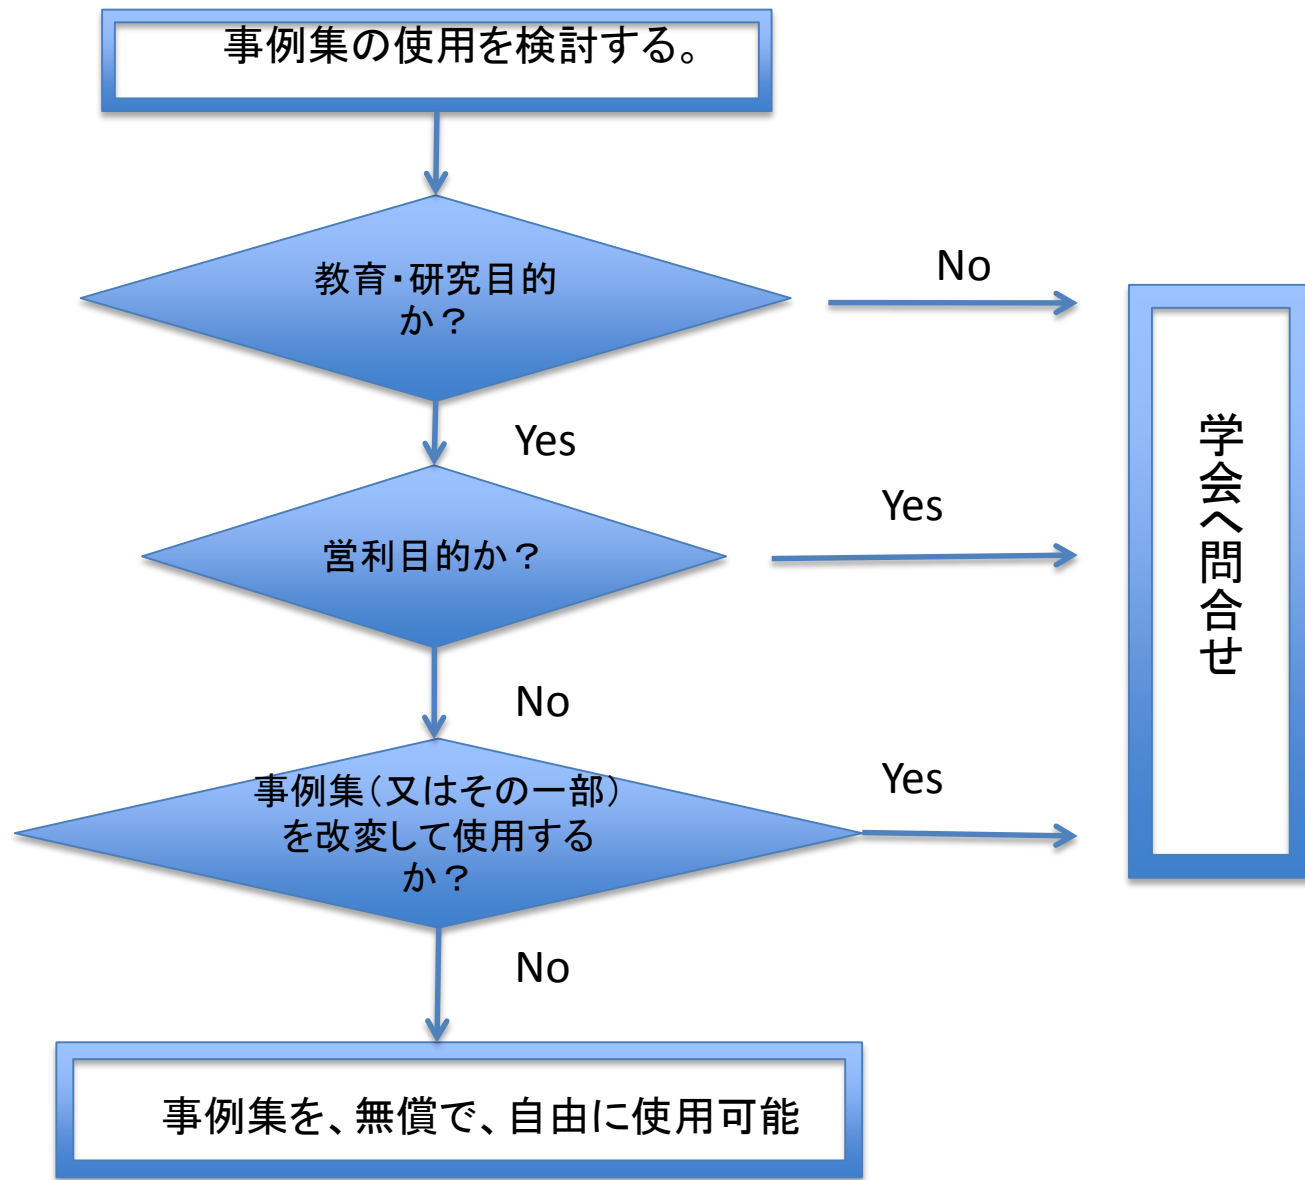 事例集の使用を検討する。
教育・研究目的
か？
No
Yes
営利目的か？
Yes
No
事例集（又はその一部）
を改変して使用する
か？
Yes
No
事例集を、無償で、自由に使用可能
学会へ問合せ